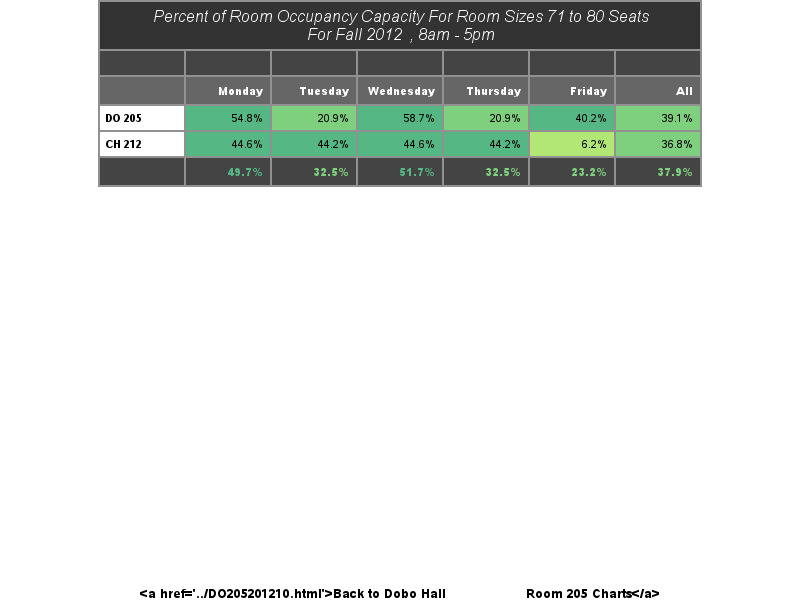 Percent of Room Occupancy Capacity For Room Sizes 71 to 80 Seats
For Fall 2012 , 8am - 5pm
Monday Tuesday Wednesday Thursday Friday All
DO 205 54.8% 20.9% 58.7% 20.9% 40.2% 39.1%
CH 212 44.6% 44.2% 44.6% 44.2% 6.2% 36.8%
49.7% 32.5% 51.7% 32.5% 23.2% 37.9%
<a href='../DO205201210.html'>Back to Dobo Hall Room 205 Charts</a>